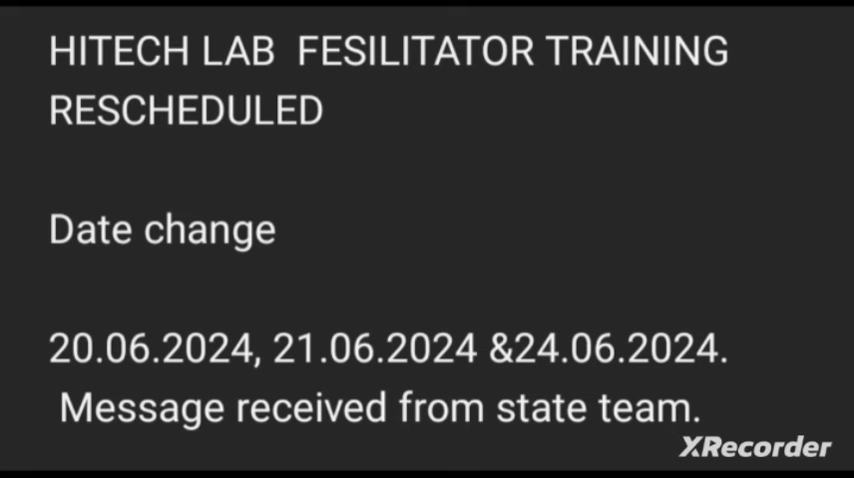 HITECH LAB  FESILITATOR TRAINING
RESCHEDULED
Date change
20.06.2024, 21.06.2024 &24.06.2024.
Message received from state team.
XRecorder